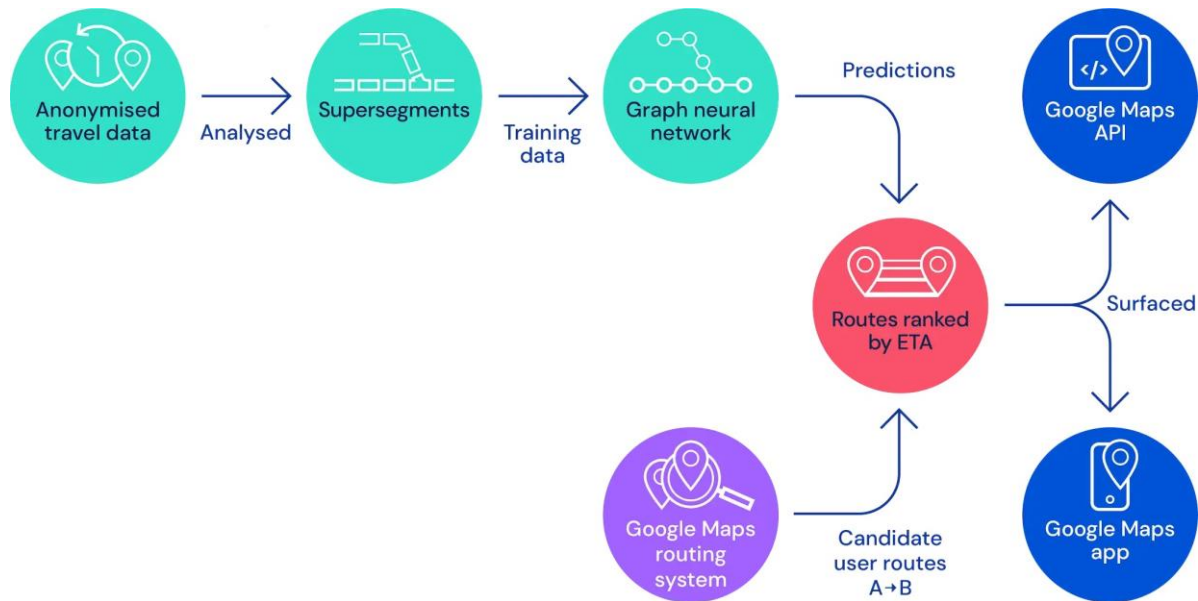 Anonymised
travel data
Analysed
Supersegments
Training
data
Graph neural
network
Predictions
</>
Google Maps
API
Routes ranked
by ETA
Surfaced
Google Maps
routing
system
Candidate
user routes
A→B
Google Maps
app